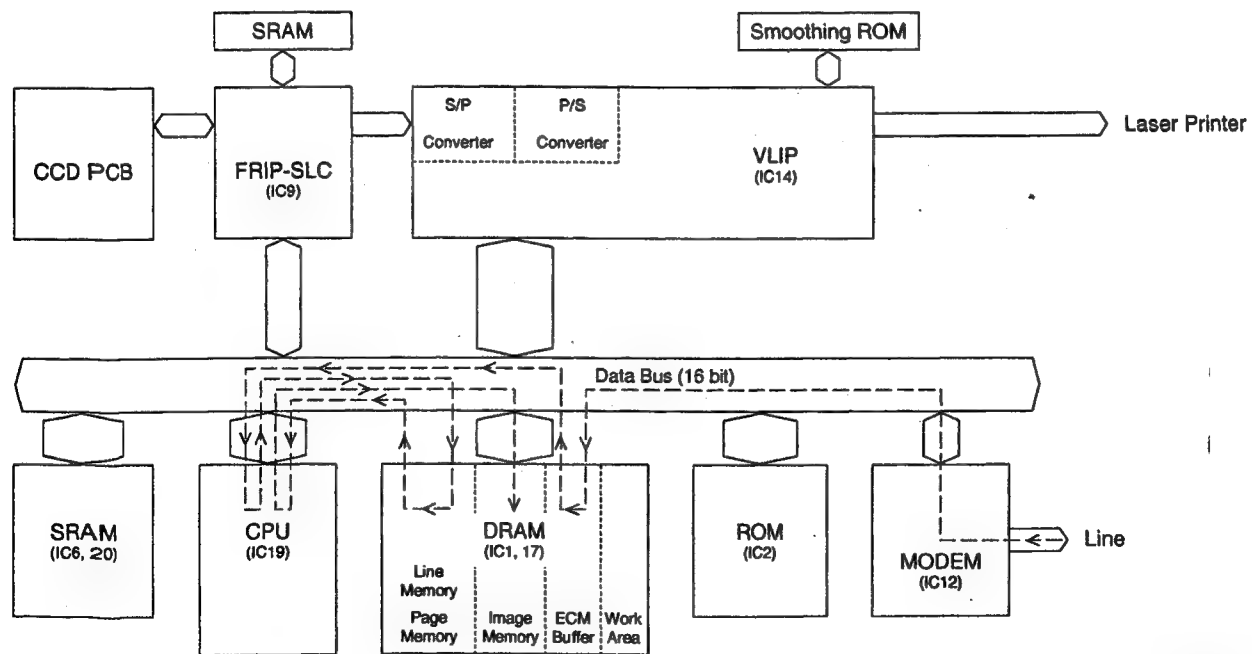 SRAM
Smoothing ROM
CCD PCB
FRIP-SLC
(IC9)
S/P
Converter
P/S
Converter
VLIP
(IC14)
Laser Printer
Data Bus (16 bit)
SRAM
(IC6, 20)
CPU
(IC19)
DRAM
(IC1, 17)
Line
Memory
Page
Memory
Image
Memory
ECM
Buffer
Work
Area
ROM
(IC2)
MODEM
(IC12)
Line